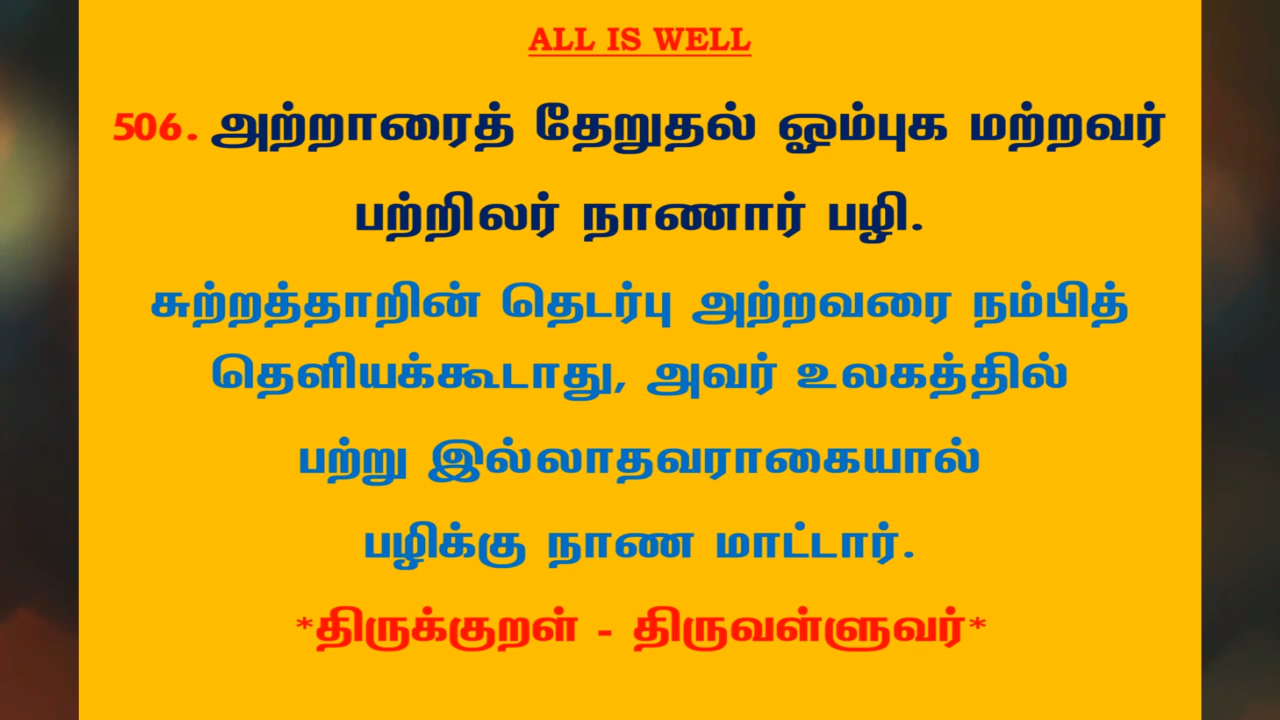 ALL IS WELL
506. அற்றாரைத் தேறுதல் ஓம்புக மற்றவர்
பற்றிலர் நாணார் பழி.
சுற்றத்தாறின் தெடர்பு அற்றவரை நம்பித்
தெளியக்கூடாது, அவர் உலகத்தில்
பற்று இல்லாதவராகையால்
பழிக்கு நாண மாட்டார்.
*திருக்குறள் - திருவள்ளுவர்*